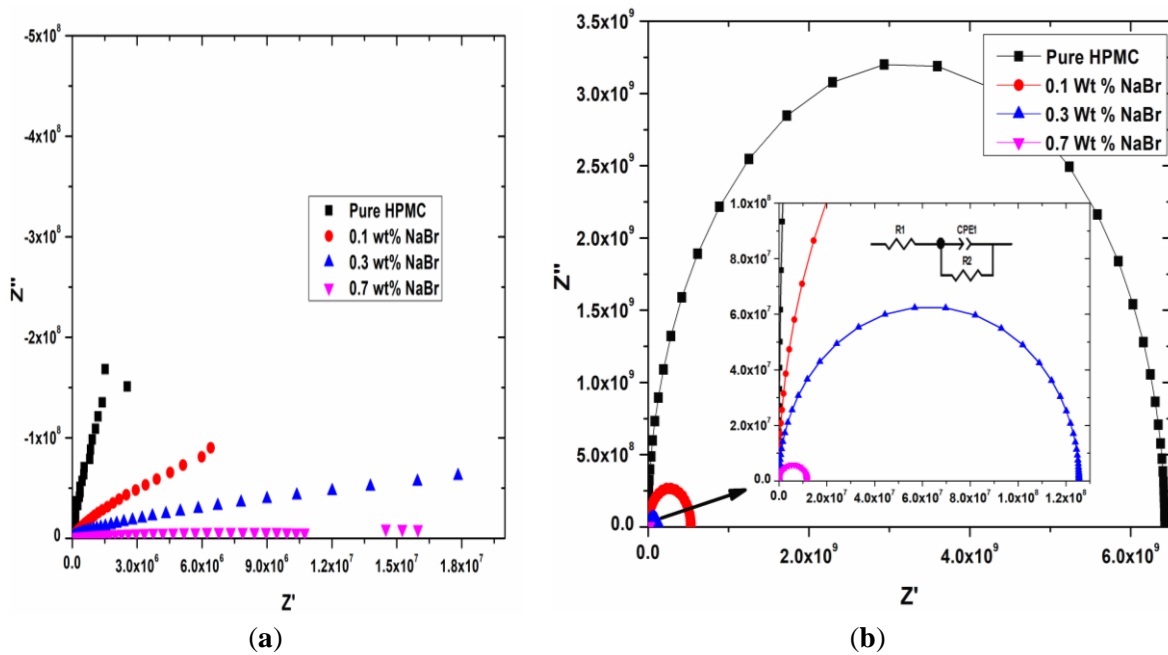 -5x10⁸
-4x10⁸
-3x10⁸
-2x10⁸
-1x10⁸
0
Z''
Pure HPMC
0.1 wt% NaBr
0.3 wt% NaBr
0.7 wt% NaBr
0.0 3.0x10⁶ 6.0x10⁶ 9.0x10⁶ 1.2x10⁷ 1.5x10⁷ 1.8x10⁷
Z'
(a)
3.5x10⁹
3.0x10⁹
2.5x10⁹
2.0x10⁹
1.5x10⁹
1.0x10⁹
5.0x10⁸
0.0
Z''
Pure HPMC
0.1 Wt % NaBr
0.3 Wt % NaBr
0.7 Wt % NaBr
1.0x10⁸
8.0x10⁷
6.0x10⁷
4.0x10⁷
2.0x10⁷
0.0
R1 CPE1
R2
2.0x10⁷ 4.0x10⁷ 6.0x10⁷ 8.0x10⁷ 1.0x10⁸ 1.2x10⁸
0.0 2.0x10⁹ 4.0x10⁹ 6.0x10⁹
Z'
(b)